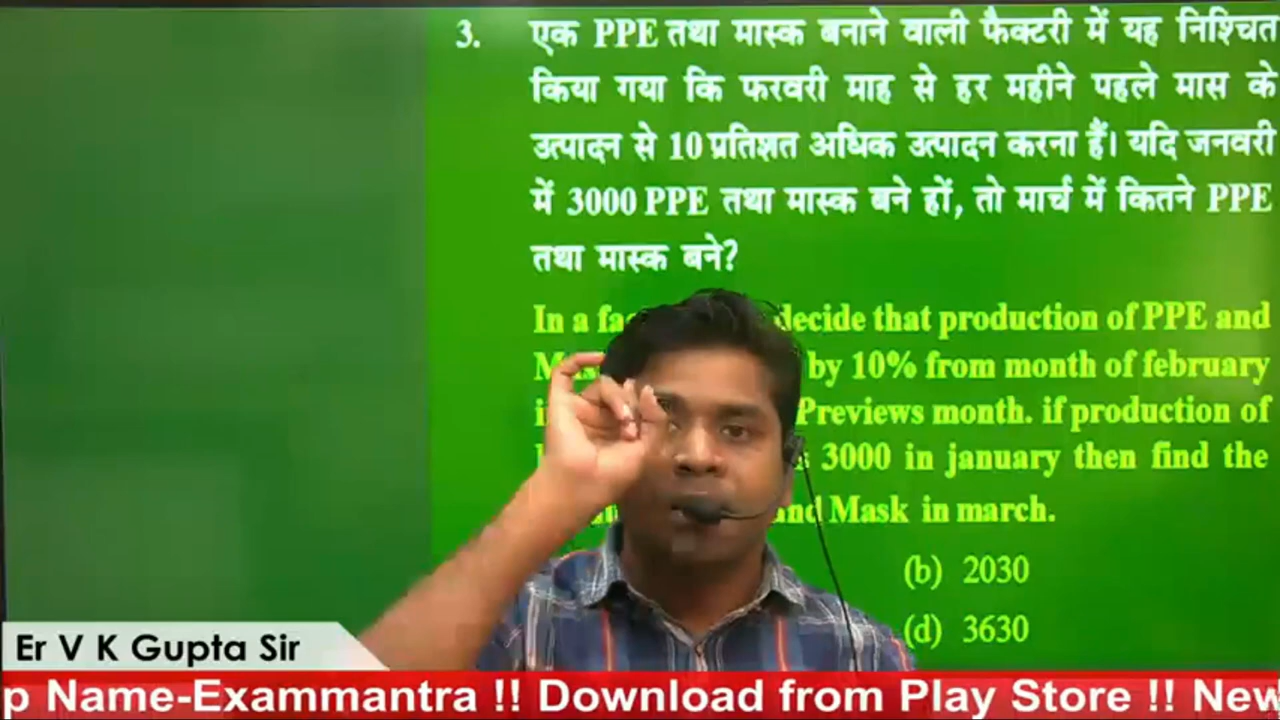 3. एक PPE तथा मास्क बनाने वाली फैक्टरी में यह निश्चित
किया गया कि फरवरी माह से हर महीने पहले मास के
उत्पादन से 10 प्रतिशत अधिक उत्पादन करना हैं। यदि जनवरी
में 3000 PPE तथा मास्क बने हों, तो मार्च में कितने PPE
तथा मास्क बने?
In a decide that production of PPE and
by 10% from month of february
Previews month. if production of
3000 in january then find the
and Mask in march.
(b) 2030
(d) 3630
Er V K Gupta Sir
p Name-Exammantra !! Download from Play Store !! New